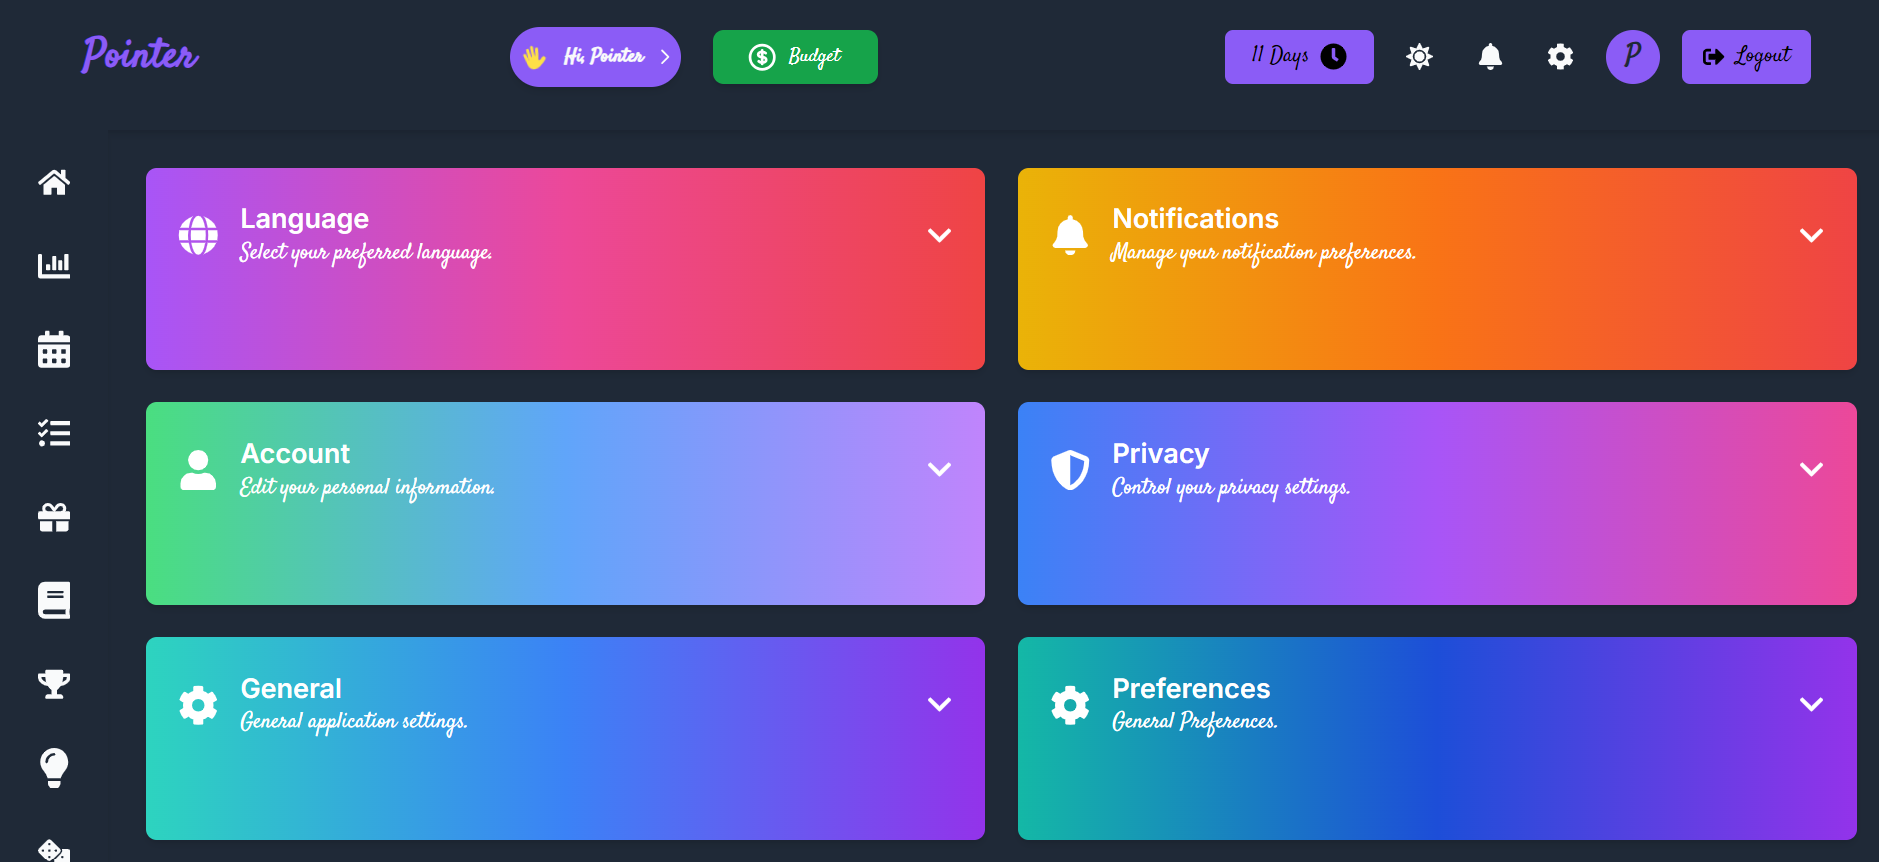 Pointer
Hi, Pointer
Budget
11 Days
P
Logout
Language
Select your preferred language.
Notifications
Manage your notification preferences.
Account
Edit your personal information.
Privacy
Control your privacy settings.
General
General application settings.
Preferences
General Preferences.